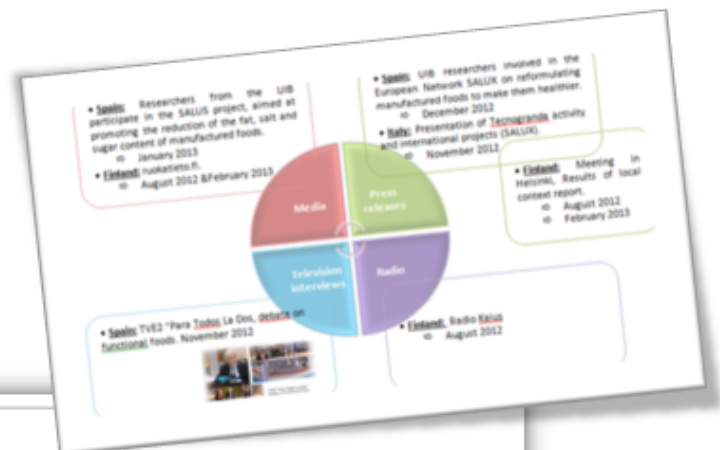 • Spain: Researchers from the UIB
participate in the SALUS project, aimed at
promoting the reduction of the fat, salt and
sugar content of manufactured foods.
⇨ January 2013
• Finland: ruokatieto.fi.
⇨ August 2012 &February 2013
• Spain: UIB researchers involved in the
European Network SALUX on reformulating
manufactured foods to make them healthier.
⇨ December 2012
• Italy: Presentation of Tecnogranda activity
and international projects (SALUX).
⇨ November 2012
• Finland: Meeting in
Helsinki, Results of local
context report.
⇨ August 2012
⇨ February 2013
Media
Press
releases
Television
interviews
Radio
• Spain: TVE2 "Para Todos La Dos, debate on
functional foods. November 2012
• Finland: Radio Kajus
⇨ August 2012